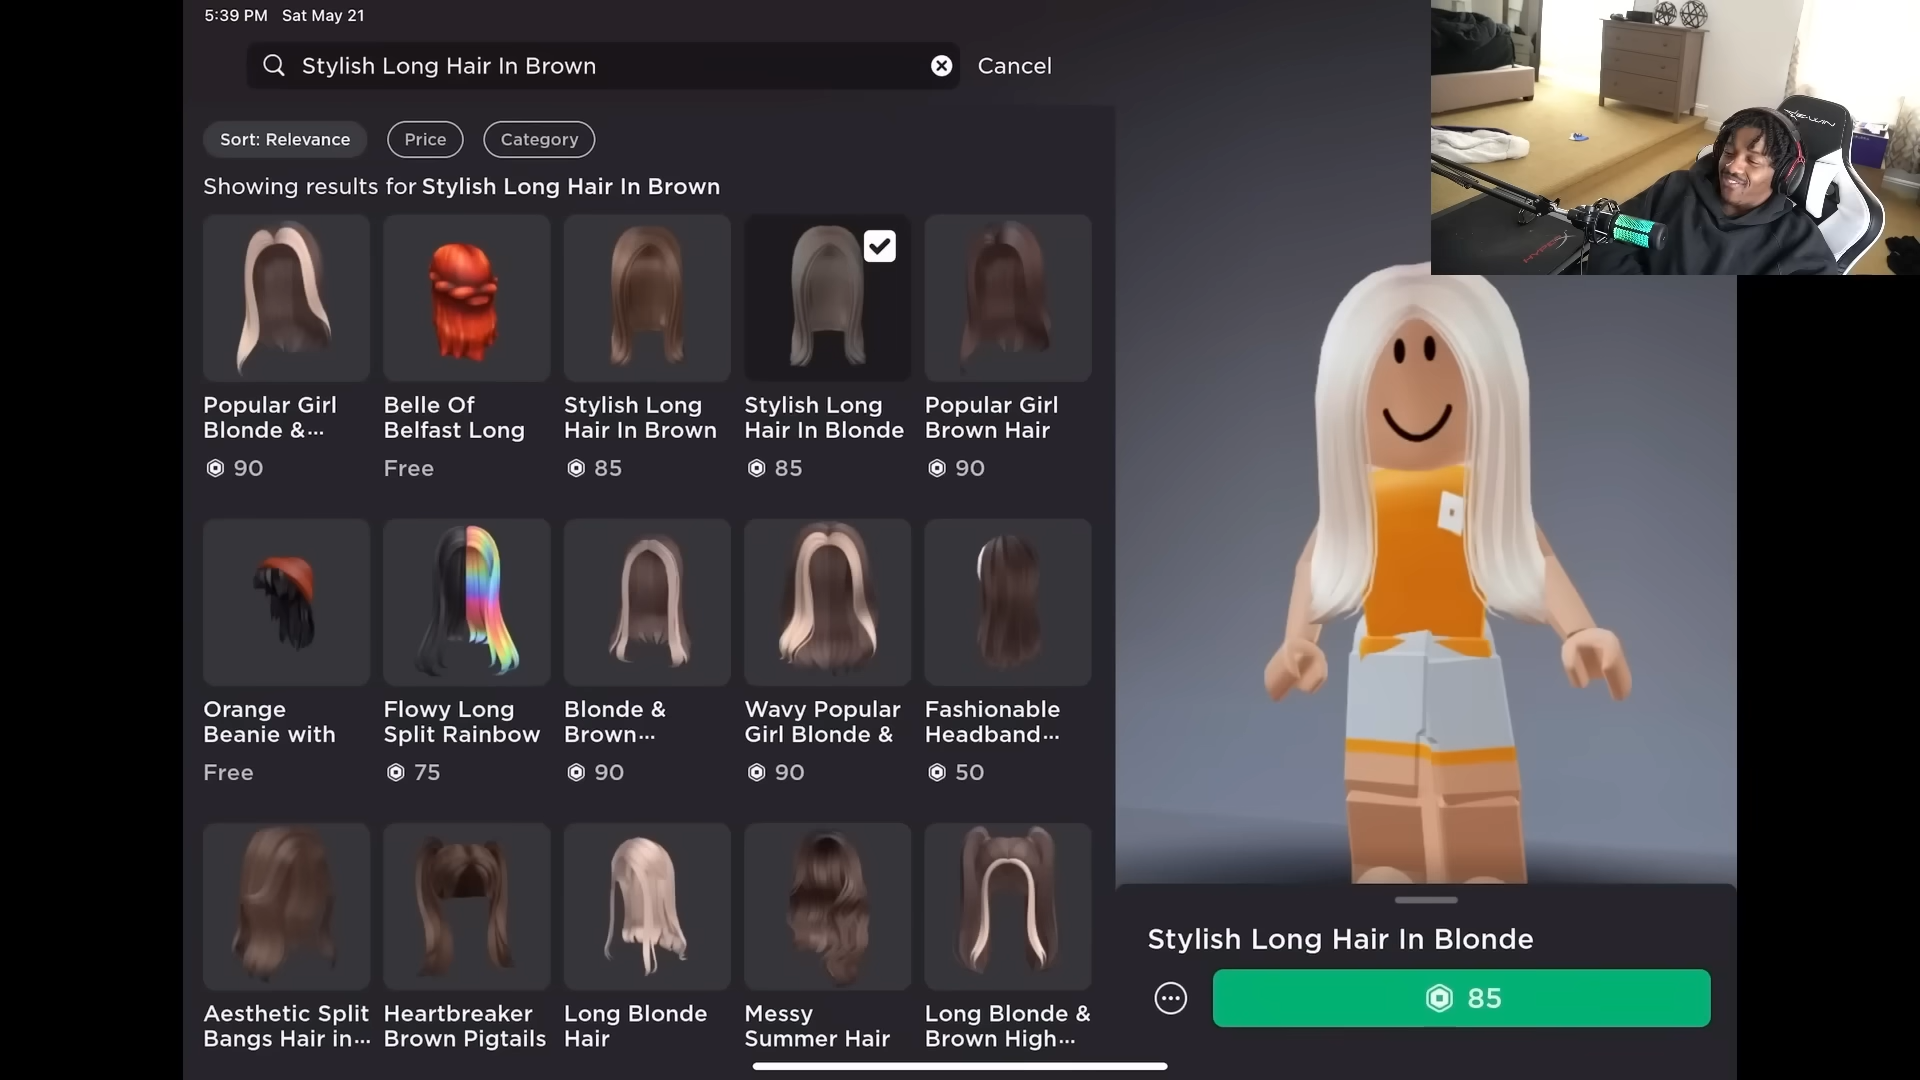 5:39 PM Sat May 21
Stylish Long Hair In Brown
Cancel
Sort: Relevance
Price
Category
Showing results for Stylish Long Hair In Brown
Popular Girl
Blonde &...
90
Belle Of
Belfast Long
Free
Stylish Long
Hair In Brown
85
Stylish Long
Hair In Blonde
85
Popular Girl
Brown Hair
90
Orange
Beanie with
Free
Flowy Long
Split Rainbow
75
Blonde &
Brown...
90
Wavy Popular
Girl Blonde &
90
Fashionable
Headband...
50
Aesthetic Split
Bangs Hair in...
Heartbreaker
Brown Pigtails
Long Blonde
Hair
Messy
Summer Hair
Long Blonde &
Brown High...
Stylish Long Hair In Blonde
85
HYPERX